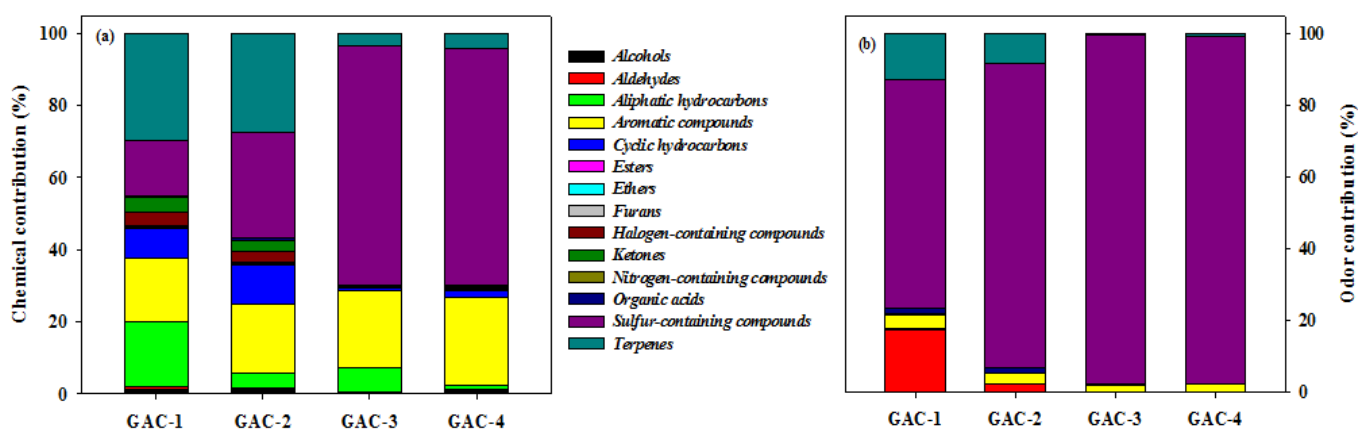 (a)
Chemical contribution (%)
100
80
60
40
20
0
GAC-1 GAC-2 GAC-3 GAC-4
Alcohols
Aldehydes
Aliphatic hydrocarbons
Aromatic compounds
Cyclic hydrocarbons
Esters
Ethers
Furans
Halogen-containing compounds
Ketones
Nitrogen-containing compounds
Organic acids
Sulfur-containing compounds
Terpenes
(b)
100
80
60
40
20
0
Odor contribution (%)
GAC-1 GAC-2 GAC-3 GAC-4